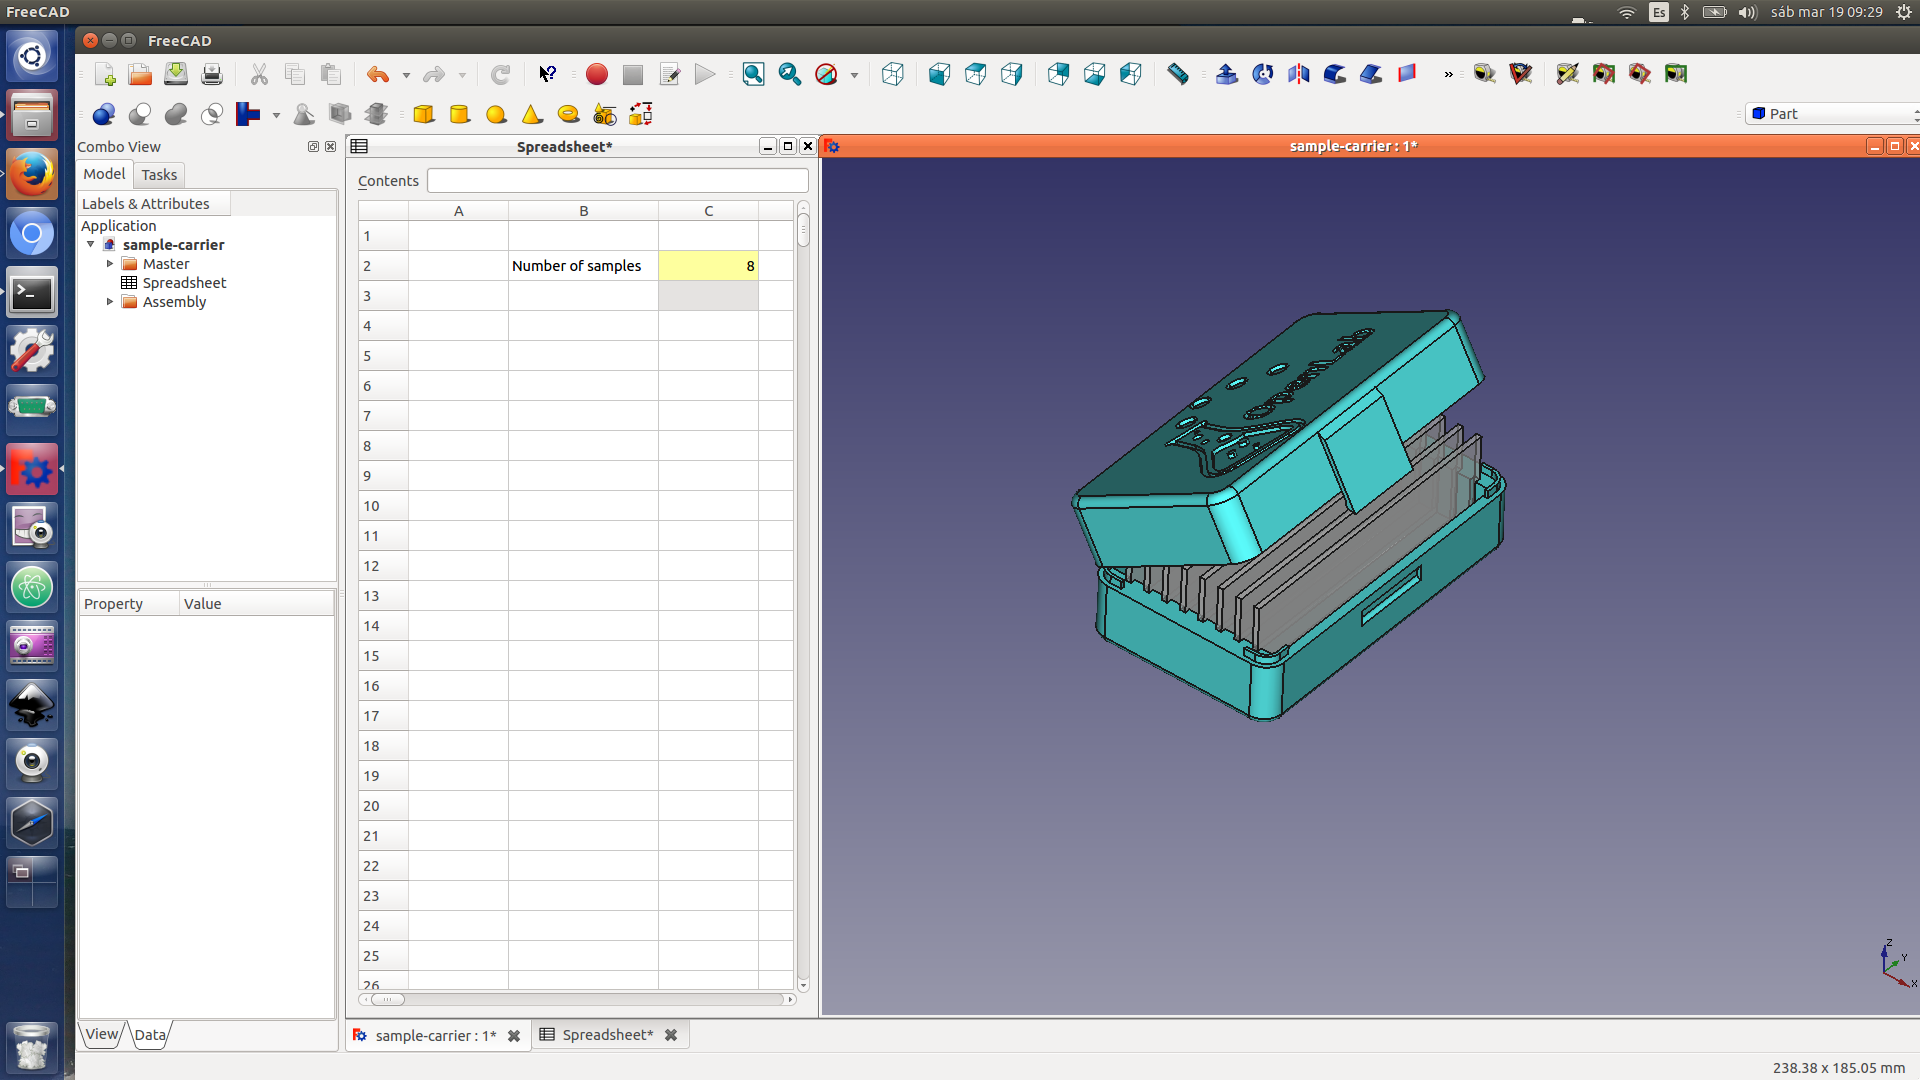 FreeCAD
Es
sáb mar 19 09:29
FreeCAD
Part
Combo View
Model
Tasks
Labels & Attributes
Application
sample-carrier
Master
Spreadsheet
Assembly
Property
Value
View
Data
Spreadsheet*
Contents
A
B
C
1
2
Number of samples
8
3
4
5
6
7
8
9
10
11
12
13
14
15
16
17
18
19
20
21
22
23
24
25
26
sample-carrier : 1*
Z
Y
X
sample-carrier : 1*
Spreadsheet*
238.38 x 185.05 mm